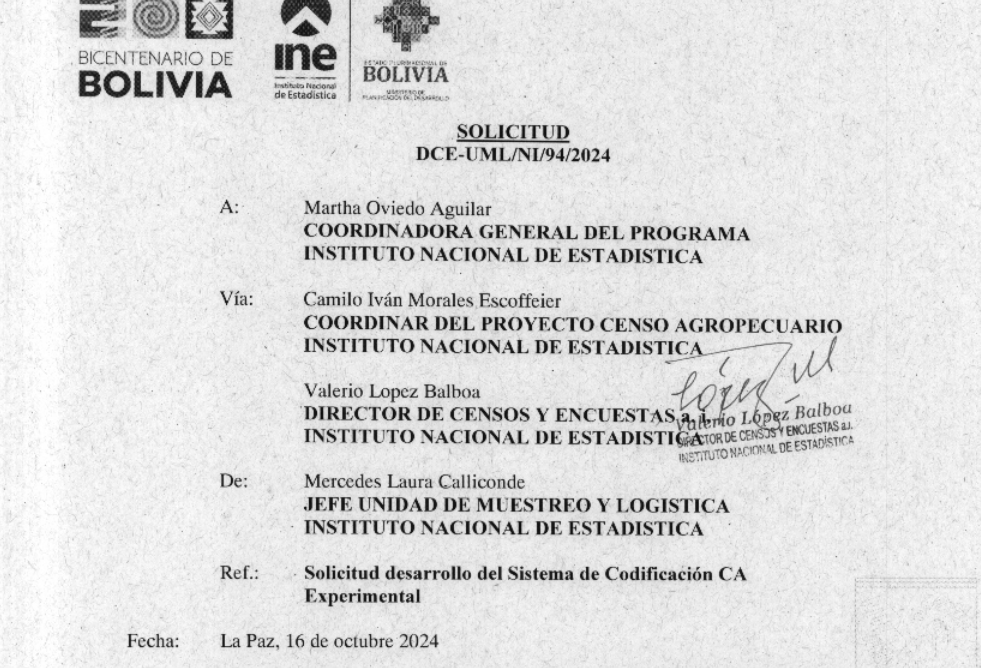 BICENTENARIO DE
BOLIVIA
ine
Instituto Nacional
de Estadística
ESTADO PLURINACIONAL DE
BOLIVIA
MINISTERIO DE
PLANIFICACIÓN DEL DESARROLLO
SOLICITUD
DCE-UML/NI/94/2024
A: Martha Oviedo Aguilar
COORDINADORA GENERAL DEL PROGRAMA
INSTITUTO NACIONAL DE ESTADISTICA
Vía: Camilo Iván Morales Escoffeier
COORDINAR DEL PROYECTO CENSO AGROPECUARIO
INSTITUTO NACIONAL DE ESTADISTICA
Valerio Lopez Balboa
DIRECTOR DE CENSOS Y ENCUESTAS a. i.
INSTITUTO NACIONAL DE ESTADISTICA
Valerio López Balboa
DIRECTOR DE CENSOS Y ENCUESTAS a.i.
INSTITUTO NACIONAL DE ESTADÍSTICA
De: Mercedes Laura Calliconde
JEFE UNIDAD DE MUESTREO Y LOGISTICA
INSTITUTO NACIONAL DE ESTADISTICA
Ref.: Solicitud desarrollo del Sistema de Codificación CA
Experimental
Fecha: La Paz, 16 de octubre 2024